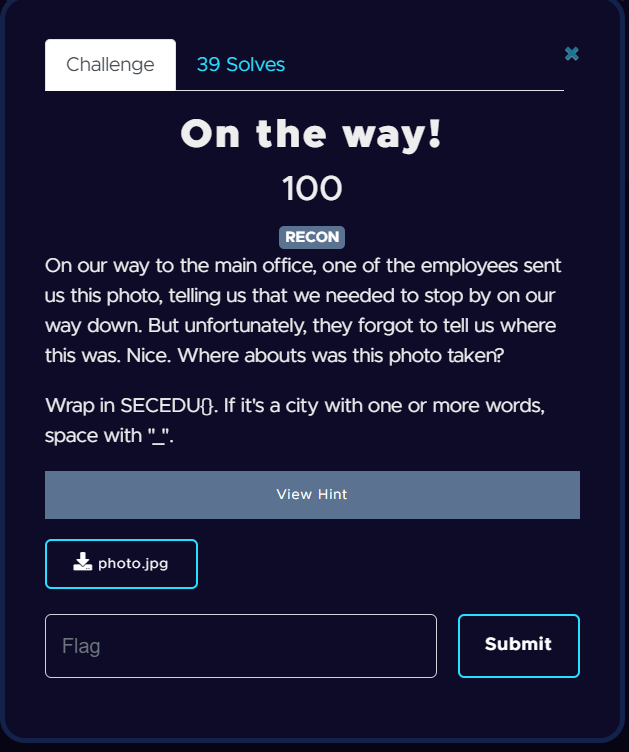 Challenge
39 Solves
✖
On the way!
100
RECON
On our way to the main office, one of the employees sent
us this photo, telling us that we needed to stop by on our
way down. But unfortunately, they forgot to tell us where
this was. Nice. Where abouts was this photo taken?
Wrap in SECEDU{}. If it's a city with one or more words,
space with "_".
View Hint
photo.jpg
Flag
Submit